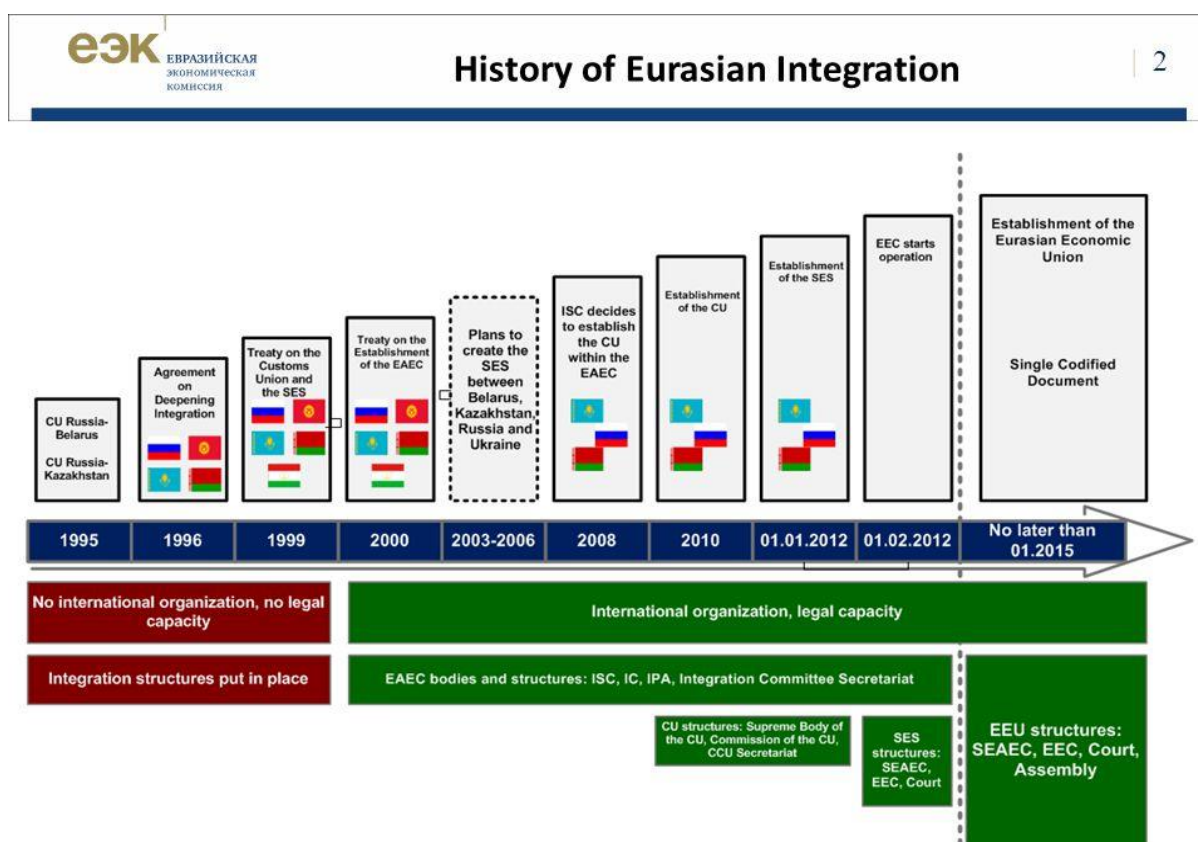 еэк
ЕВРАЗИЙСКАЯ
ЭКОНОМИЧЕСКАЯ
КОМИССИЯ
History of Eurasian Integration
2
CU Russia-
Belarus
CU Russia-
Kazakhstan
Agreement
on
Deepening
Integration
Treaty on the
Customs
Union and
the SES
Treaty on the
Establishment
of the EAEC
Plans to
create the
SES
between
Belarus,
Kazakhstan,
Russia and
Ukraine
ISC decides
to establish
the CU
within the
EAEC
Establishment
of the CU
Establishment
of the SES
EEC starts
operation
Establishment of the
Eurasian Economic
Union
Single Codified
Document
1995
1996
1999
2000
2003-2006
2008
2010
01.01.2012
01.02.2012
No later than
01.2015
No international organization, no legal
capacity
International organization, legal capacity
Integration structures put in place
EAEC bodies and structures: ISC, IC, IPA, Integration Committee Secretariat
CU structures: Supreme Body of
the CU, Commission of the CU,
CCU Secretariat
SES
structures:
SEAEC,
EEC, Court
EEU structures:
SEAEC, EEC, Court,
Assembly